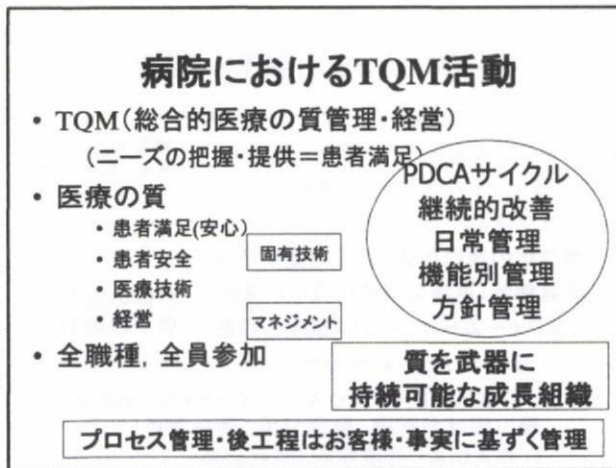 病院におけるTQM活動
• TQM(総合的医療の質管理・経営)
(ニーズの把握・提供＝患者満足)
• 医療の質
• 患者満足(安心)
• 患者安全
• 医療技術
• 経営
固有技術
マネジメント
• 全職種, 全員参加
PDCAサイクル
継続的改善
日常管理
機能別管理
方針管理
質を武器に
持続可能な成長組織
プロセス管理・後工程はお客様・事実に基ずく管理